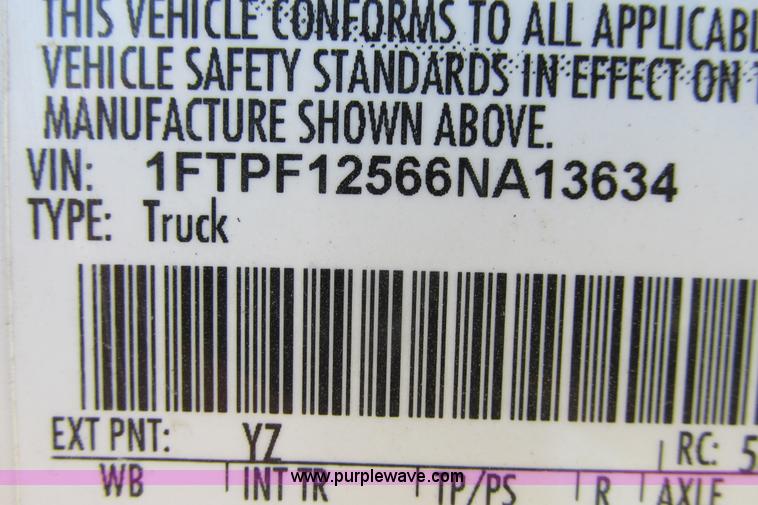 THIS VEHICLE CONFORMS TO ALL
VEHICLE SAFETY STANDARDS IN EFFECT ON
MANUFACTURE SHOWN ABOVE.
VIN: 1FTPF12566NA13634
TYPE: Truck
EXT PNT: YZ RC: 5
WB INT TR TP/PS R AXLE
www.purplewave.com